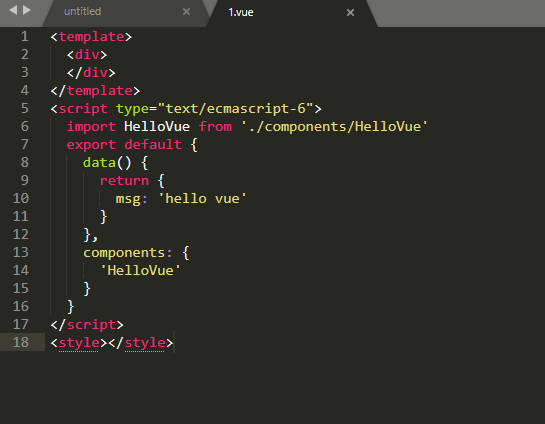 untitled
1.vue
1 <template>
2   <div>
3   </div>
4 </template>
5 <script type="text/ecmascript-6">
6   import HelloVue from './components/HelloVue'
7   export default {
8     data() {
9       return {
10         msg: 'hello vue'
11       }
12     },
13     components: {
14       'HelloVue'
15     }
16   }
17 </script>
18 <style></style>